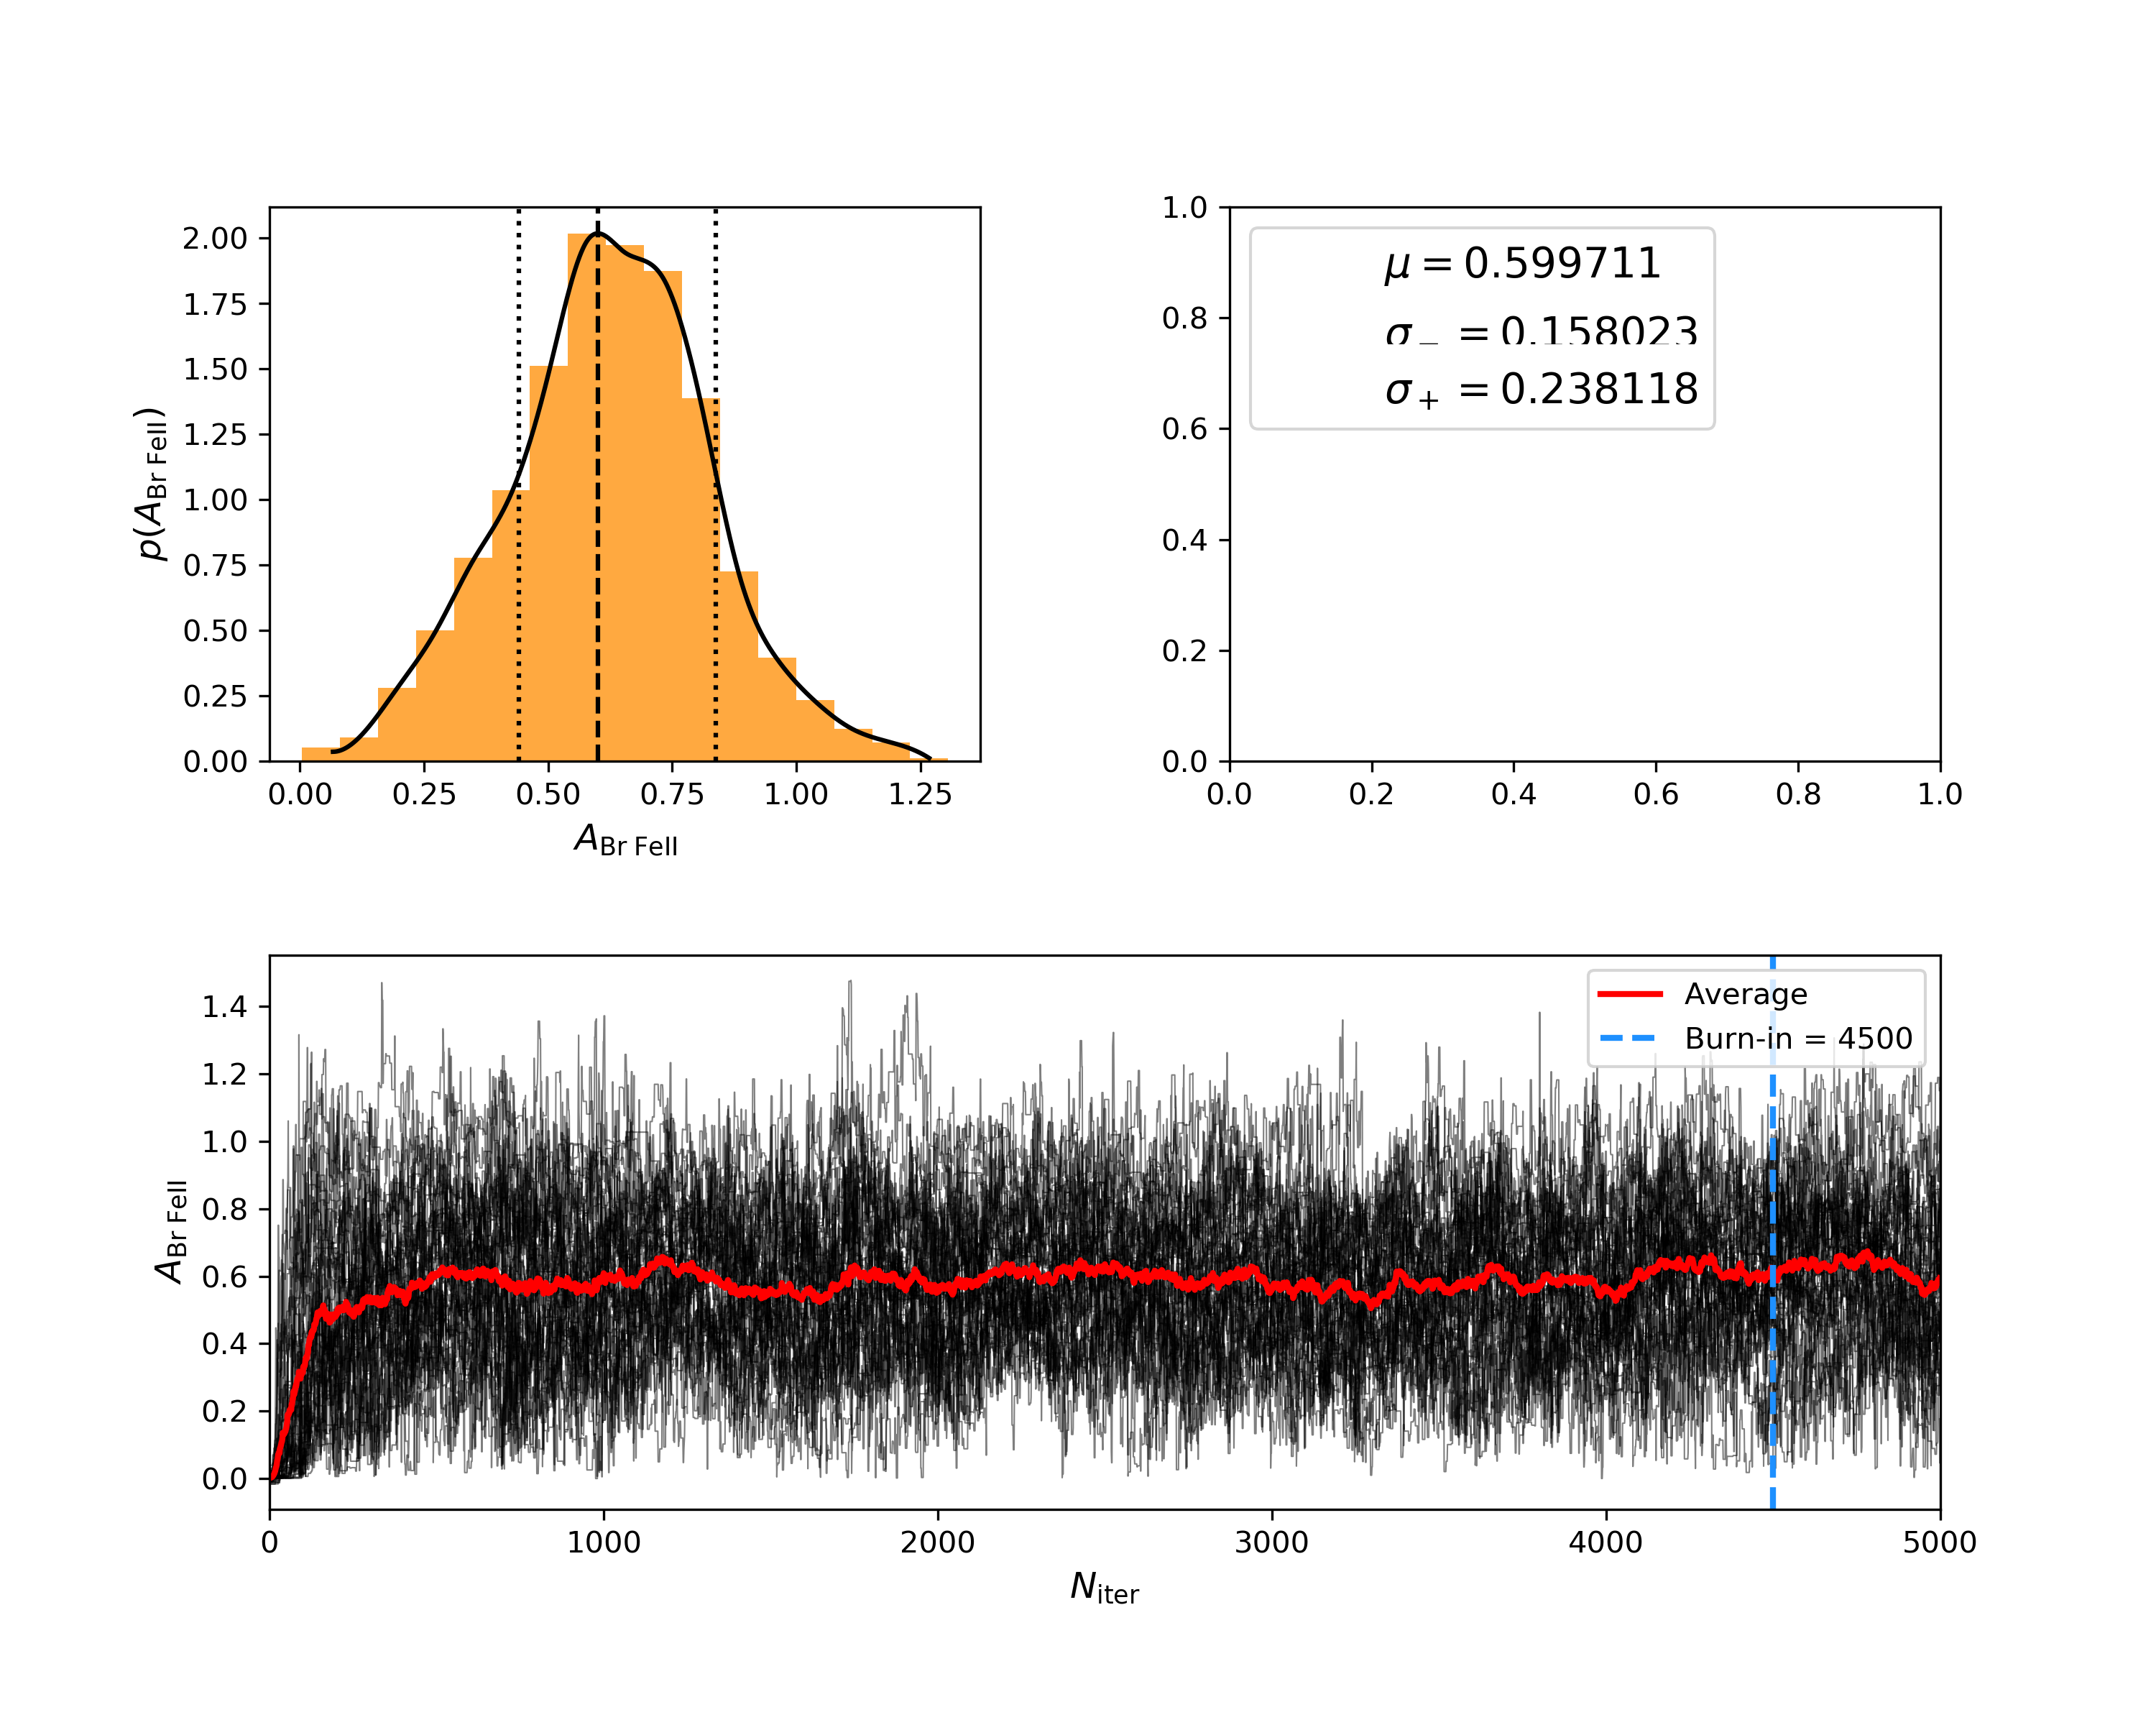 2.00
1.75
1.50
1.25
1.00
0.75
0.50
0.25
0.00
p(A_Br FeII)
0.00 0.25 0.50 0.75 1.00 1.25
A_Br FeII
1.0
0.8
0.6
0.4
0.2
0.0
μ = 0.599711
σ_− = 0.158023
σ_+ = 0.238118
0.0 0.2 0.4 0.6 0.8 1.0
1.4
1.2
1.0
0.8
0.6
0.4
0.2
0.0
A_Br FeII
Average
Burn-in = 4500
0 1000 2000 3000 4000 5000
N_iter